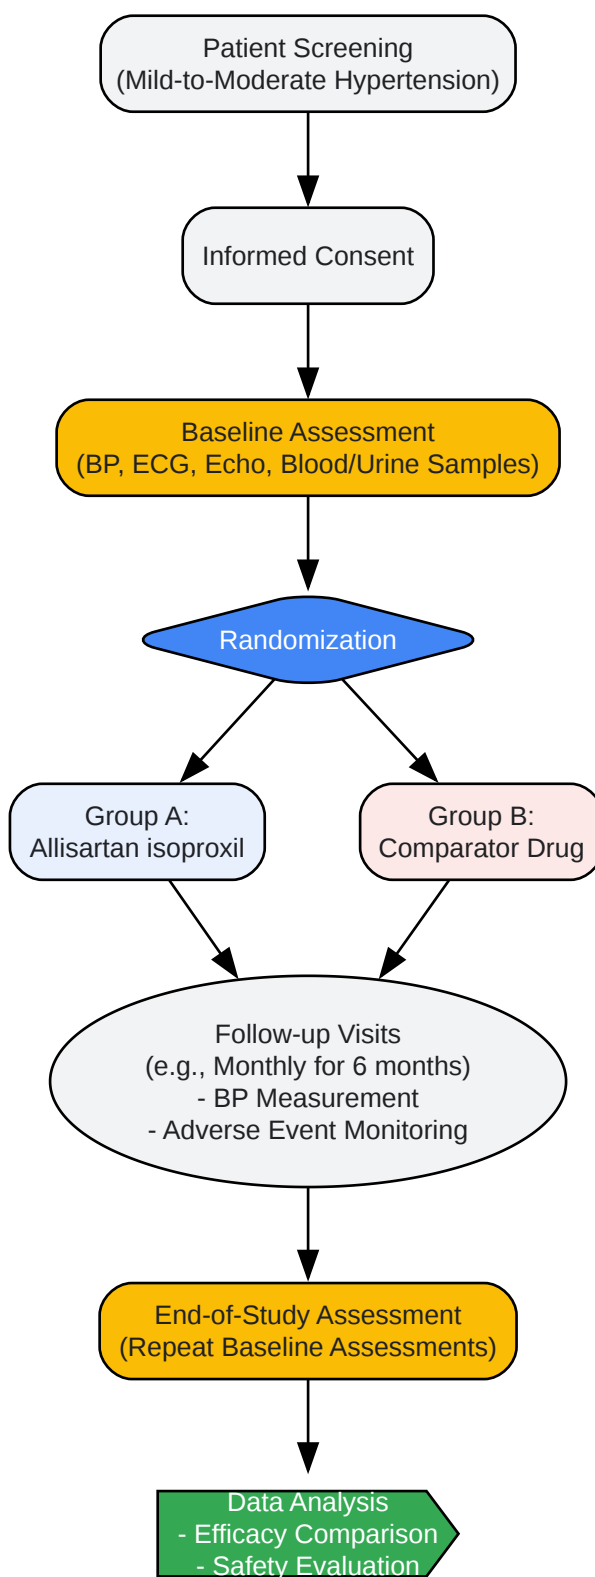 Patient Screening
(Mild-to-Moderate Hypertension)
Informed Consent
Baseline Assessment
(BP, ECG, Echo, Blood/Urine Samples)
Randomization
Group A:
Allisartan isoproxil
Group B:
Comparator Drug
Follow-up Visits
(e.g., Monthly for 6 months)
- BP Measurement
- Adverse Event Monitoring
End-of-Study Assessment
(Repeat Baseline Assessments)
Data Analysis
- Efficacy Comparison
- Safety Evaluation